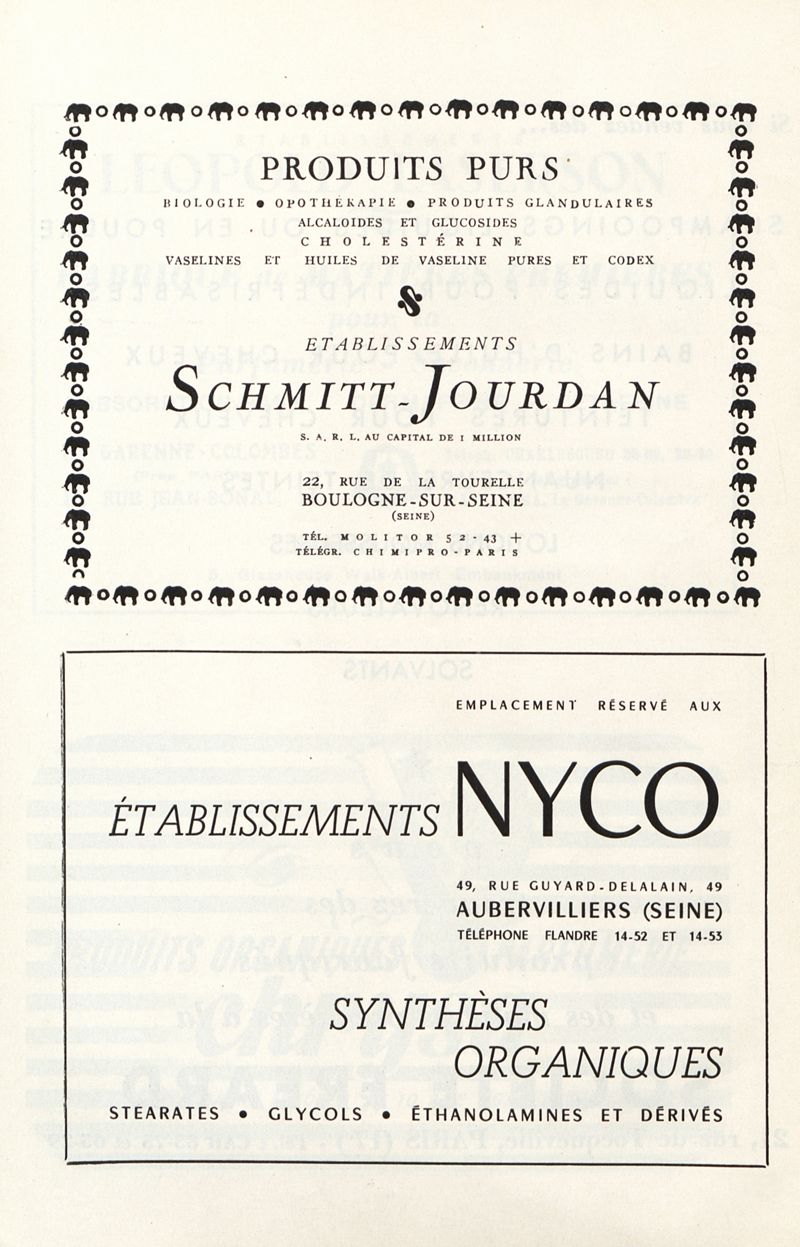 PRODUITS PURS
BIOLOGIE ● OPOTHÉRAPIE ● PRODUITS GLANDULAIRES
ALCALOIDES ET GLUCOSIDES
CHOLESTÉRINE
VASELINES ET HUILES DE VASELINE PURES ET CODEX
ETABLISSEMENTS
SCHMITT-JOURDAN
S. A. R. L. AU CAPITAL DE 1 MILLION
22, RUE DE LA TOURELLE
BOULOGNE-SUR-SEINE
(SEINE)
TÉL. MOLITOR 52-43 +
TÉLÉGR. CHIMIPRO-PARIS
EMPLACEMENT RÉSERVÉ AUX
ÉTABLISSEMENTS NYCO
49, RUE GUYARD-DELALAIN, 49
AUBERVILLIERS (SEINE)
TÉLÉPHONE FLANDRE 14-52 ET 14-53
SYNTHÈSES
ORGANIQUES
STEARATES ● GLYCOLS ● ÉTHANOLAMINES ET DÉRIVÉS